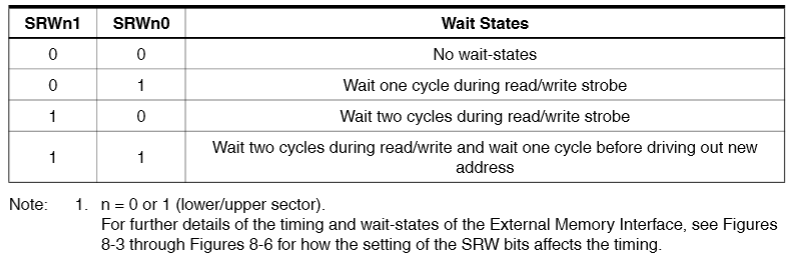 SRWn1 SRWn0 Wait States
0 0 No wait-states
0 1 Wait one cycle during read/write strobe
1 0 Wait two cycles during read/write strobe
1 1 Wait two cycles during read/write and wait one cycle before driving out new
address
Note: 1. n = 0 or 1 (lower/upper sector).
For further details of the timing and wait-states of the External Memory Interface, see Figures
8-3 through Figures 8-6 for how the setting of the SRW bits affects the timing.